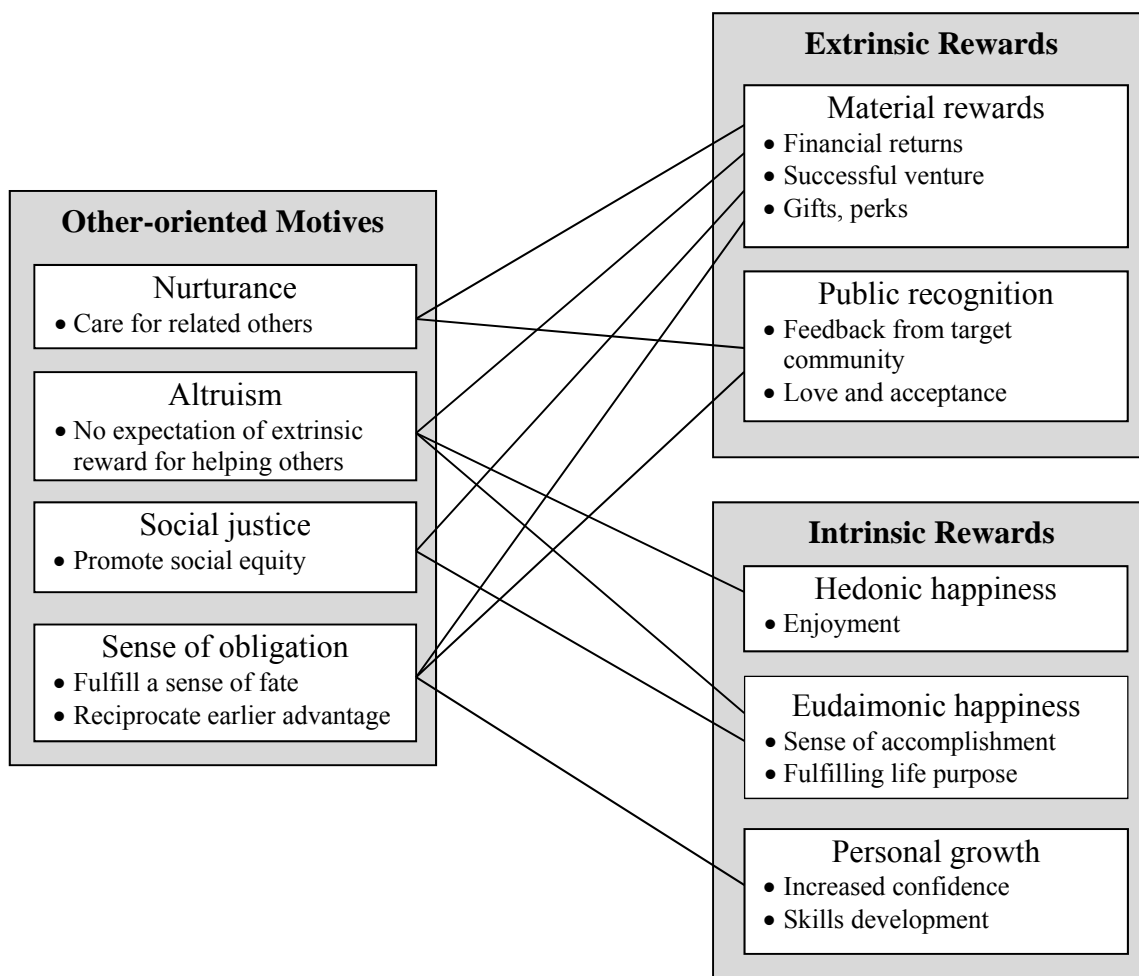 Other-oriented Motives
Nurturance
• Care for related others
Altruism
• No expectation of extrinsic
reward for helping others
Social justice
• Promote social equity
Sense of obligation
• Fulfill a sense of fate
• Reciprocate earlier advantage
Extrinsic Rewards
Material rewards
• Financial returns
• Successful venture
• Gifts, perks
Public recognition
• Feedback from target
community
• Love and acceptance
Intrinsic Rewards
Hedonic happiness
• Enjoyment
Eudaimonic happiness
• Sense of accomplishment
• Fulfilling life purpose
Personal growth
• Increased confidence
• Skills development